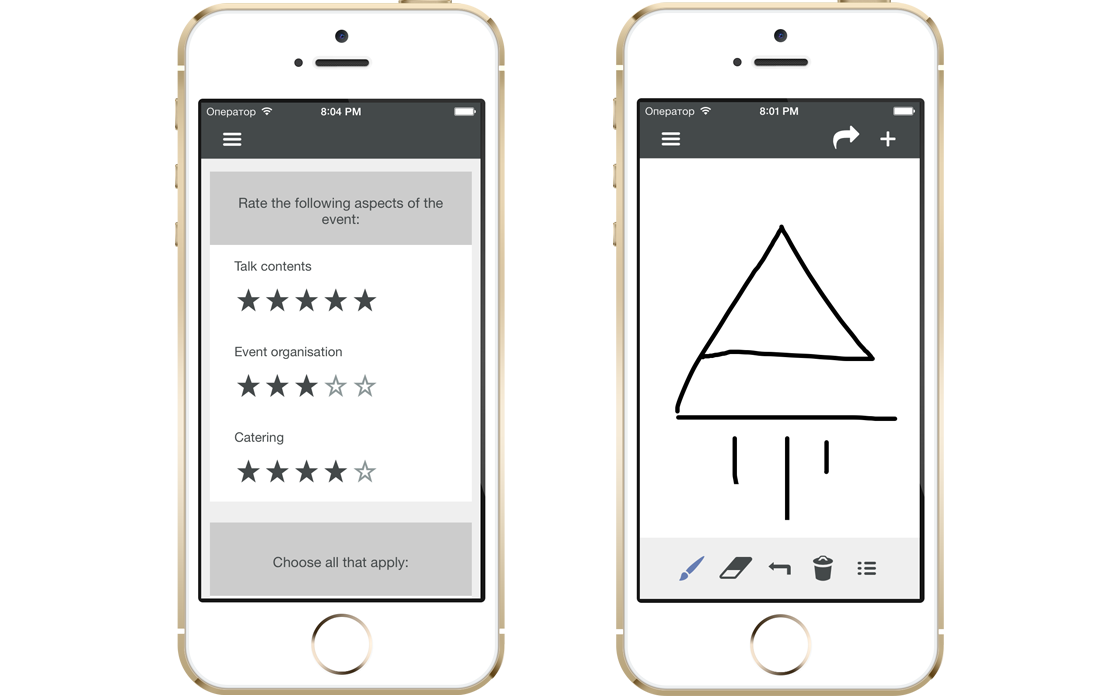 Оператор 8:04 PM
Rate the following aspects of the
event:
Talk contents
Event organisation
Catering
Choose all that apply:
Оператор 8:01 PM